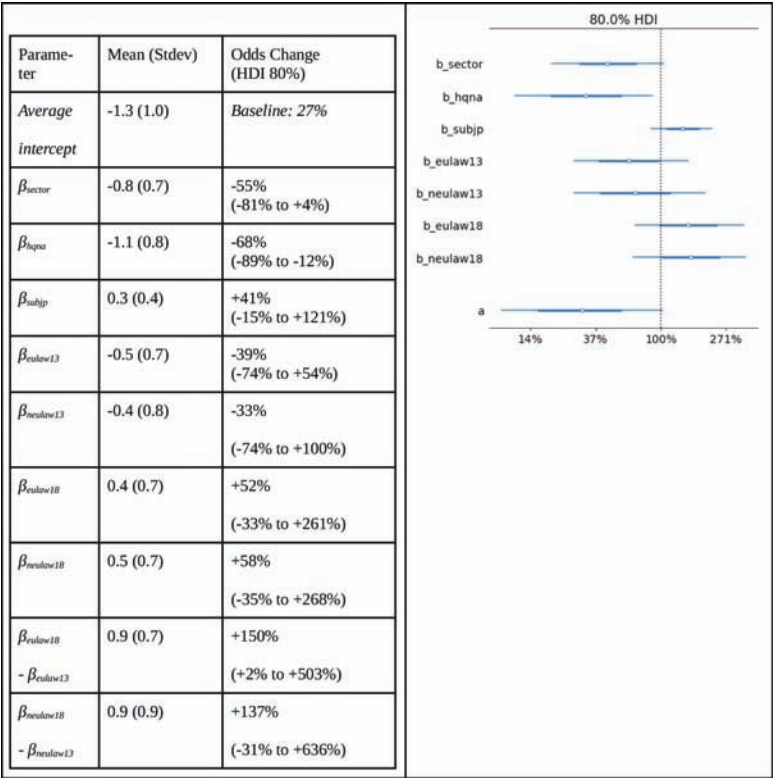 Parame-
ter
Mean (Stdev)
Odds Change
(HDI 80%)
Average
intercept
-1.3 (1.0)
Baseline: 27%
βsector
-0.8 (0.7)
-55%
(-81% to +4%)
βhqna
-1.1 (0.8)
-68%
(-89% to -12%)
βsubjp
0.3 (0.4)
+41%
(-15% to +121%)
βeulaw13
-0.5 (0.7)
-39%
(-74% to +54%)
βneulaw13
-0.4 (0.8)
-33%
(-74% to +100%)
βeulaw18
0.4 (0.7)
+52%
(-33% to +261%)
βneulaw18
0.5 (0.7)
+58%
(-35% to +268%)
βeulaw18
- βeulaw13
0.9 (0.7)
+150%
(+2% to +503%)
βneulaw18
- βneulaw13
0.9 (0.9)
+137%
(-31% to +636%)
80.0% HDI
b_sector
b_hqna
b_subjp
b_eulaw13
b_neulaw13
b_eulaw18
b_neulaw18
a
14% 37% 100% 271%